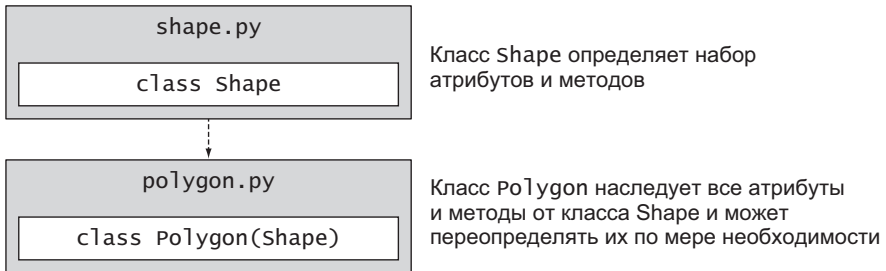 shape.py
class Shape
Класс Shape определяет набор
атрибутов и методов
polygon.py
class Polygon(Shape)
Класс Polygon наследует все атрибуты
и методы от класса Shape и может
переопределять их по мере необходимости